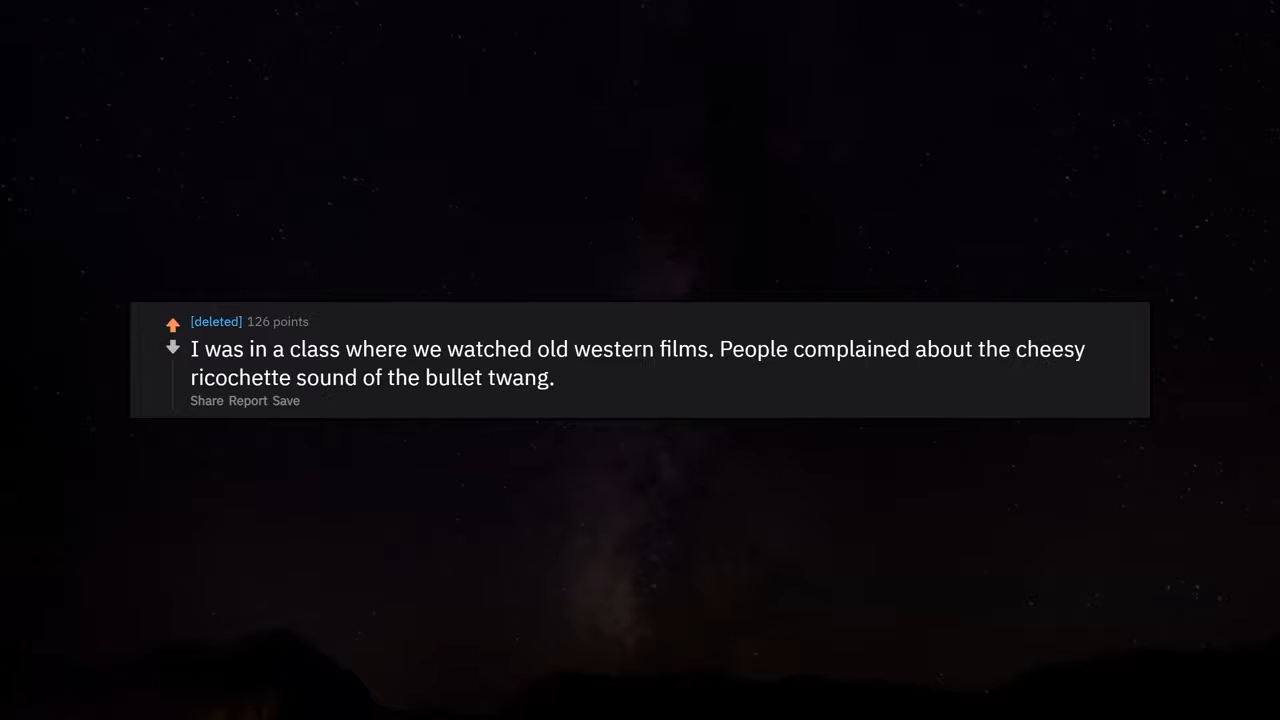 [deleted] 126 points
I was in a class where we watched old western films. People complained about the cheesy
ricochette sound of the bullet twang.
Share Report Save